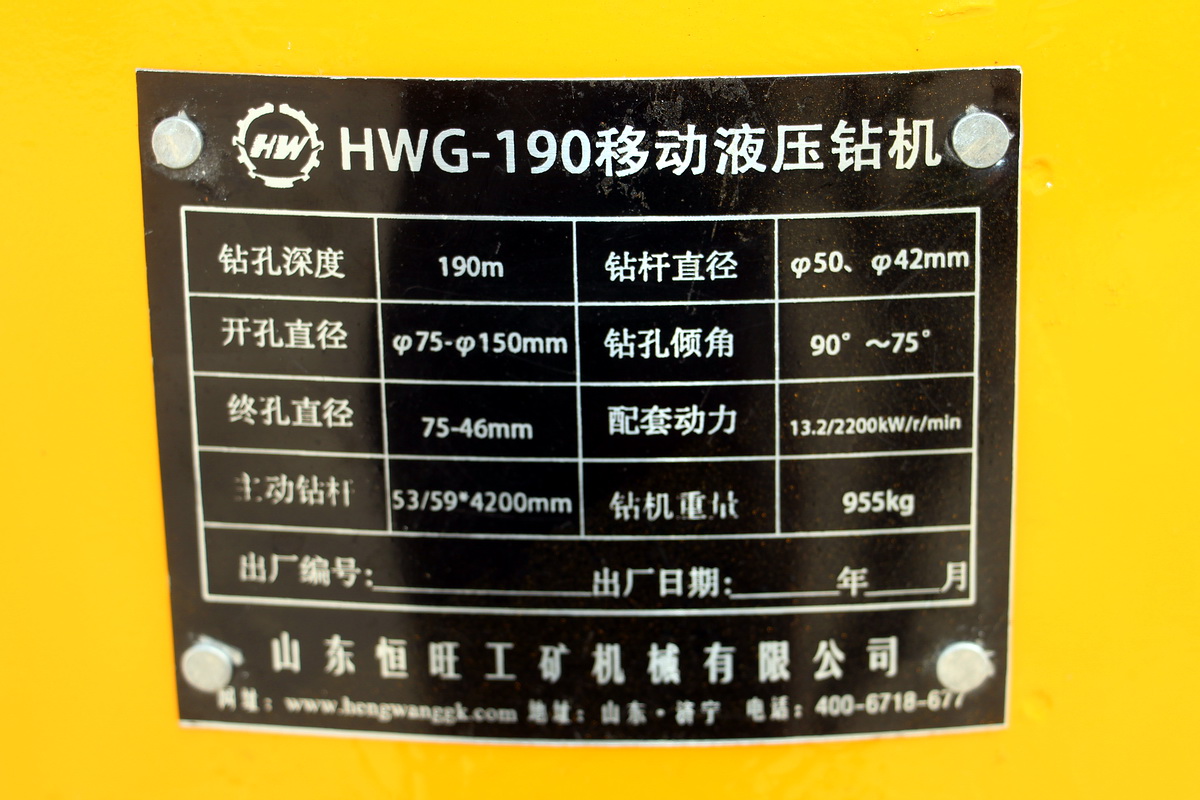 HW HWG-190移动液压钻机
钻孔深度 190m 钻杆直径 φ50、φ42mm
开孔直径 φ75-φ150mm 钻孔倾角 90°～75°
终孔直径 75-46mm 配套动力 13.2/2200kW/r/min
主动钻杆 53/59*4200mm 钻机重量 955kg
出厂编号： 出厂日期： 年 月
山东恒旺工矿机械有限公司
网址：www.hengwanggk.com 地址：山东·济宁 电话：400-6718-677